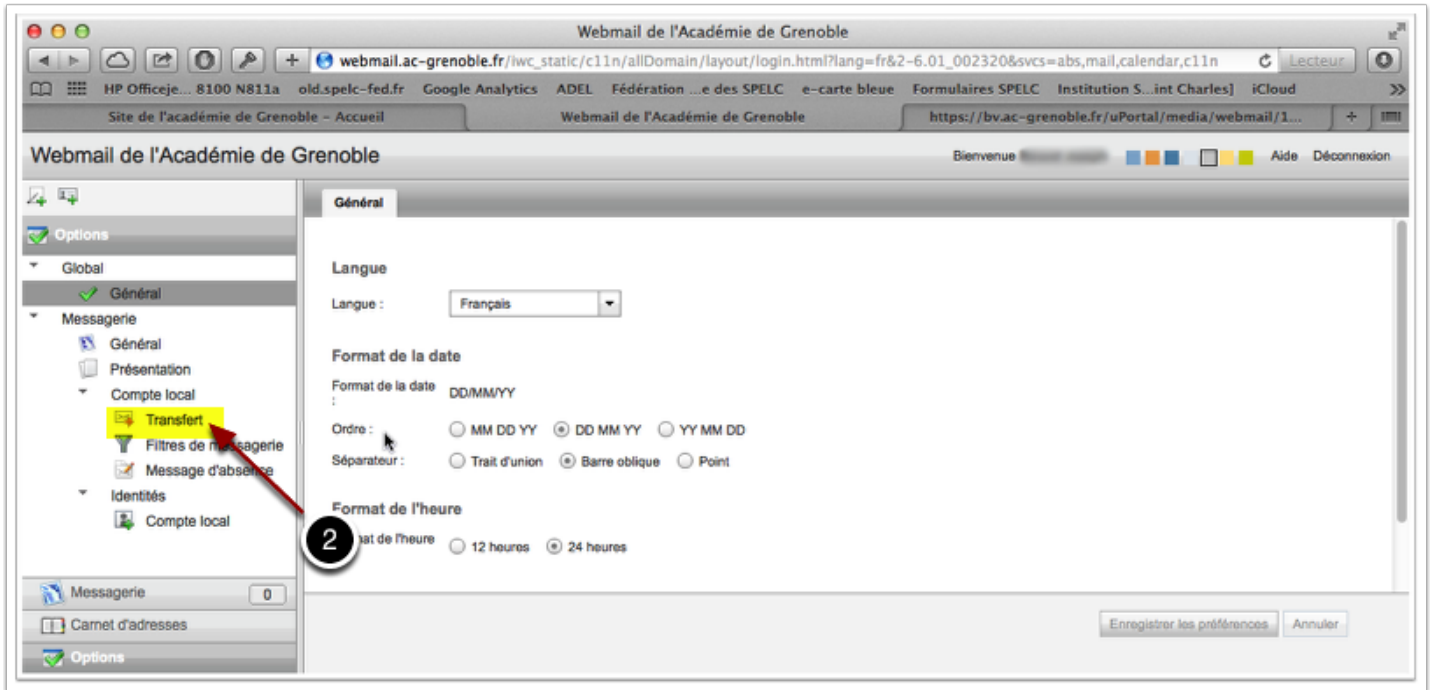 Webmail de l'Académie de Grenoble
webmail.ac-grenoble.fr/iwc_static/c11n/allDomain/layout/login.html?lang=fr&2-6.01_002320&svcs=abs,mail,calendar,c11n Lecteur
HP Officeje... 8100 N811a old.spelc-fed.fr Google Analytics ADEL Fédération ...e des SPELC e-carte bleue Formulaires SPELC Institution S...int Charles] iCloud
Site de l'académie de Grenoble – Accueil Webmail de l'Académie de Grenoble https://bv.ac-grenoble.fr/uPortal/media/webmail/1...
Webmail de l'Académie de Grenoble Bienvenue Aide Déconnexion
Général
Options
Global
Général
Messagerie
Général
Présentation
Compte local
Transfert
Filtres de messagerie
Message d'absence
Identités
Compte local
Messagerie 0
Carnet d'adresses
Options
Langue
Langue : Français
Format de la date
Format de la date : DD/MM/YY
Ordre : MM DD YY DD MM YY YY MM DD
Séparateur : Trait d'union Barre oblique Point
Format de l'heure
2
de l'heure 12 heures 24 heures
Enregistrer les préférences Annuler